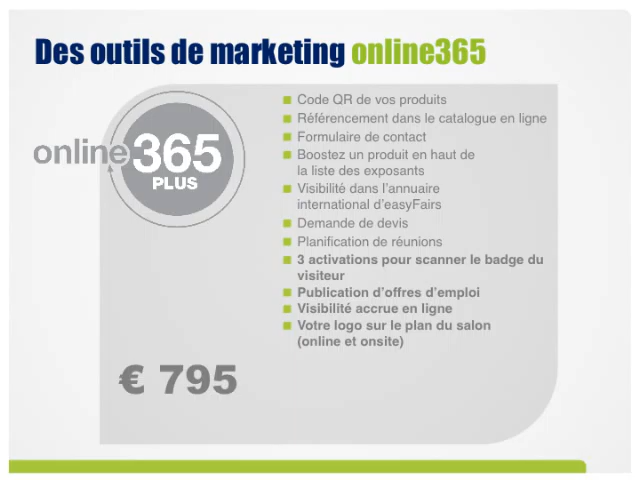 Des outils de marketing online365
online365
PLUS
Code QR de vos produits
Référencement dans le catalogue en ligne
Formulaire de contact
Boostez un produit en haut de
la liste des exposants
Visibilité dans l'annuaire
international d'easyFairs
Demande de devis
Planification de réunions
3 activations pour scanner le badge du
visiteur
Publication d'offres d'emploi
Visibilité accrue en ligne
Votre logo sur le plan du salon
(online et onsite)
€ 795